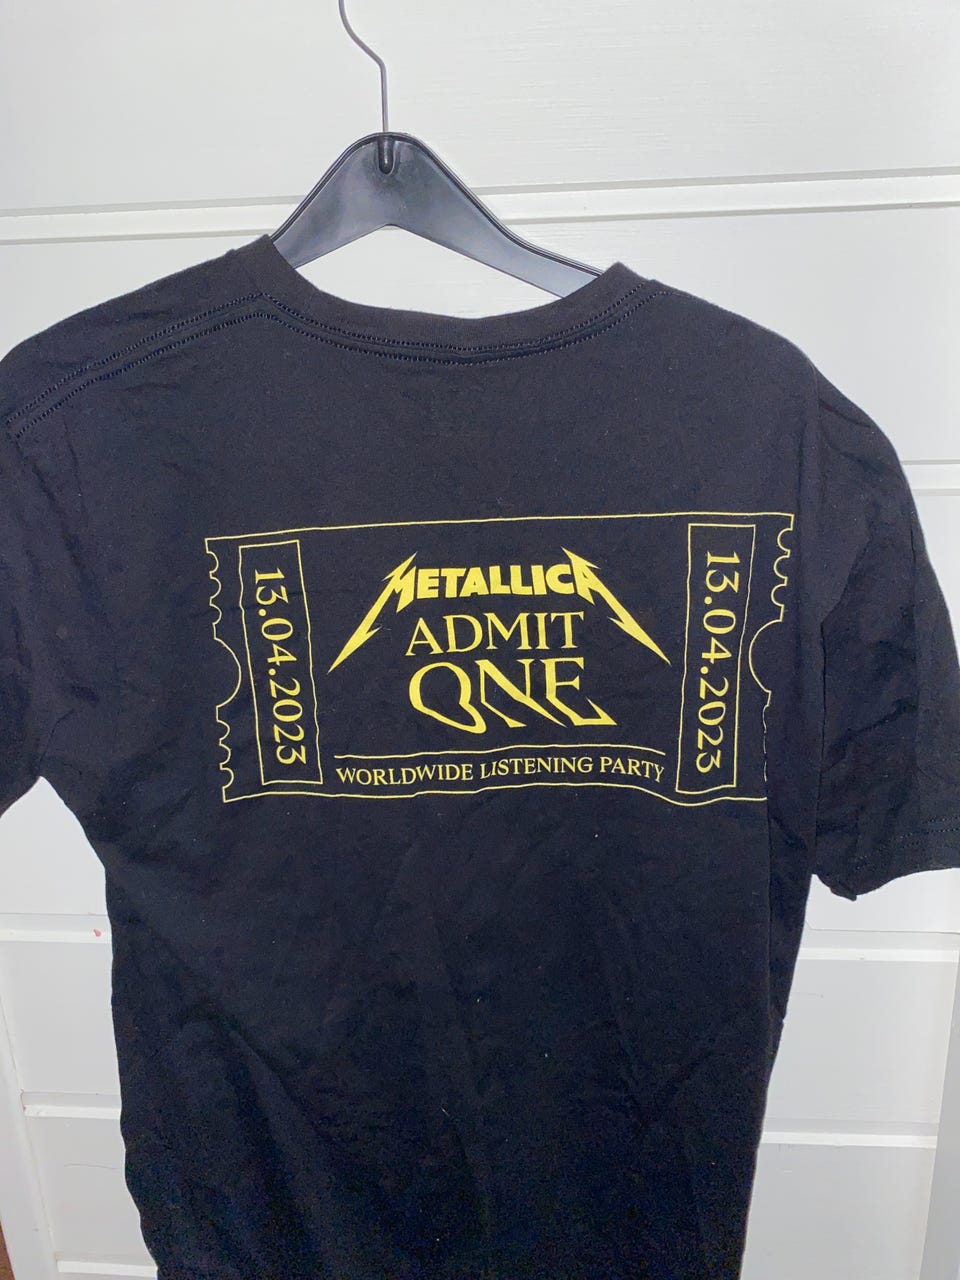 13.04.2023
METALLICA
ADMIT
ONE
WORLDWIDE LISTENING PARTY
13.04.2023